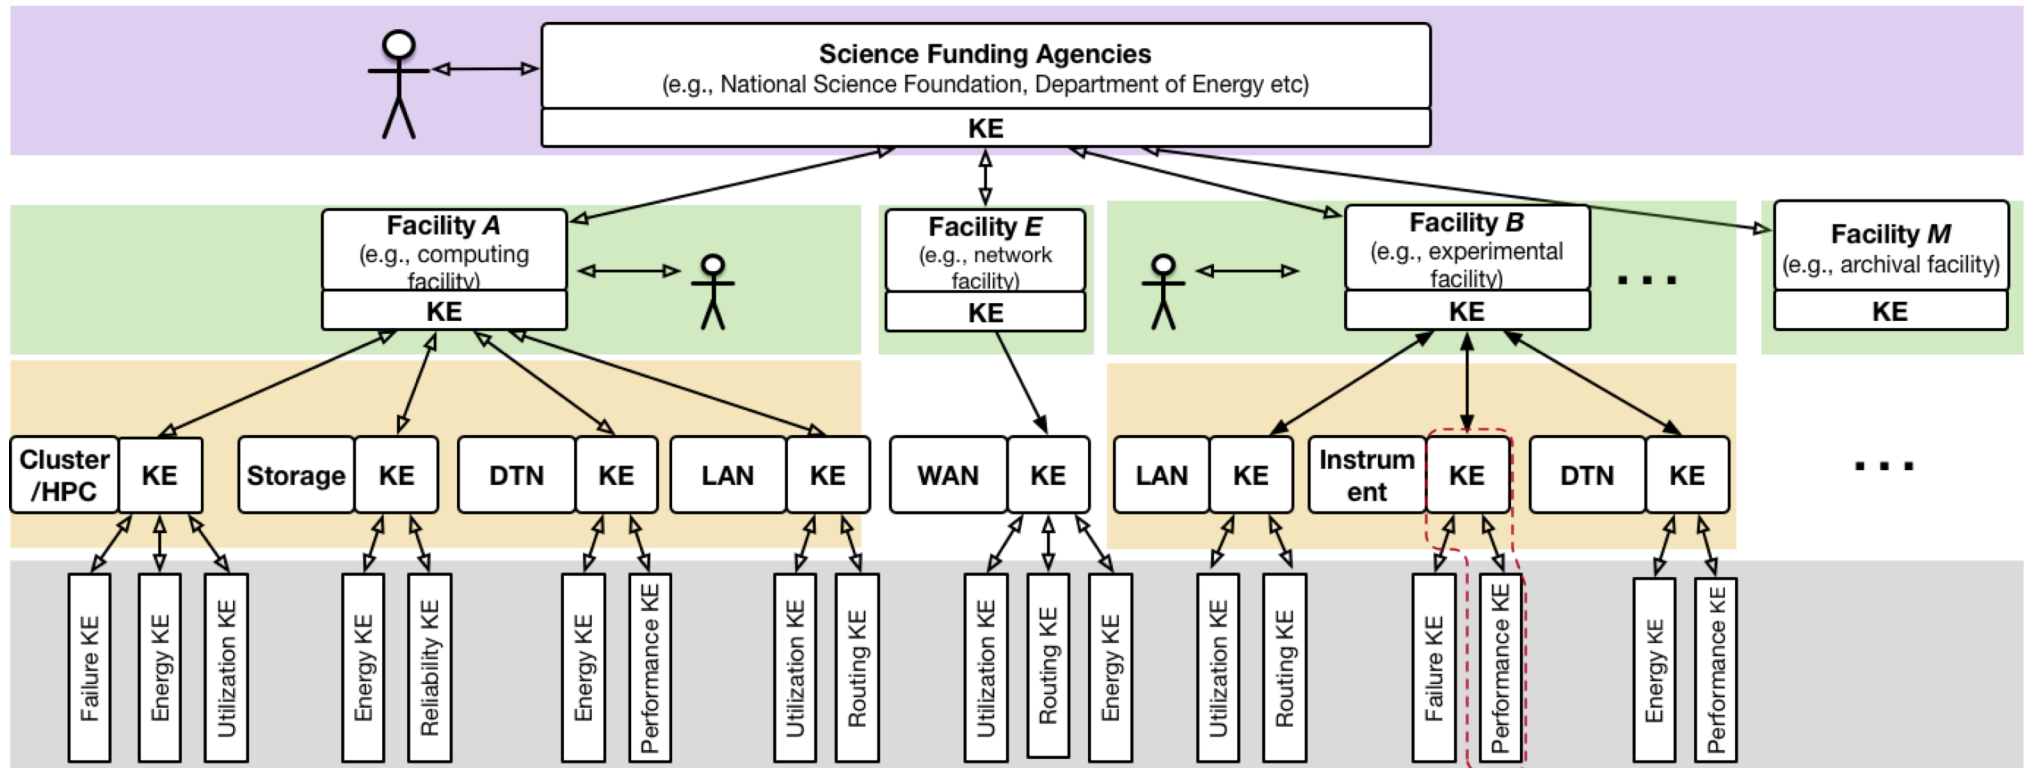 Science Funding Agencies
(e.g., National Science Foundation, Department of Energy etc)
KE
Facility A
(e.g., computing
facility)
KE
Facility E
(e.g., network
facility)
KE
Facility B
(e.g., experimental
facility)
KE
...
Facility M
(e.g., archival facility)
KE
Cluster
/HPC
KE
Storage
KE
DTN
KE
LAN
KE
WAN
KE
LAN
KE
Instrum
ent
KE
DTN
KE
...
Failure KE
Energy KE
Utilization KE
Energy KE
Reliability KE
Energy KE
Performance KE
Utilization KE
Routing KE
Utilization KE
Routing KE
Energy KE
Utilization KE
Routing KE
Failure KE
Performance KE
Energy KE
Performance KE